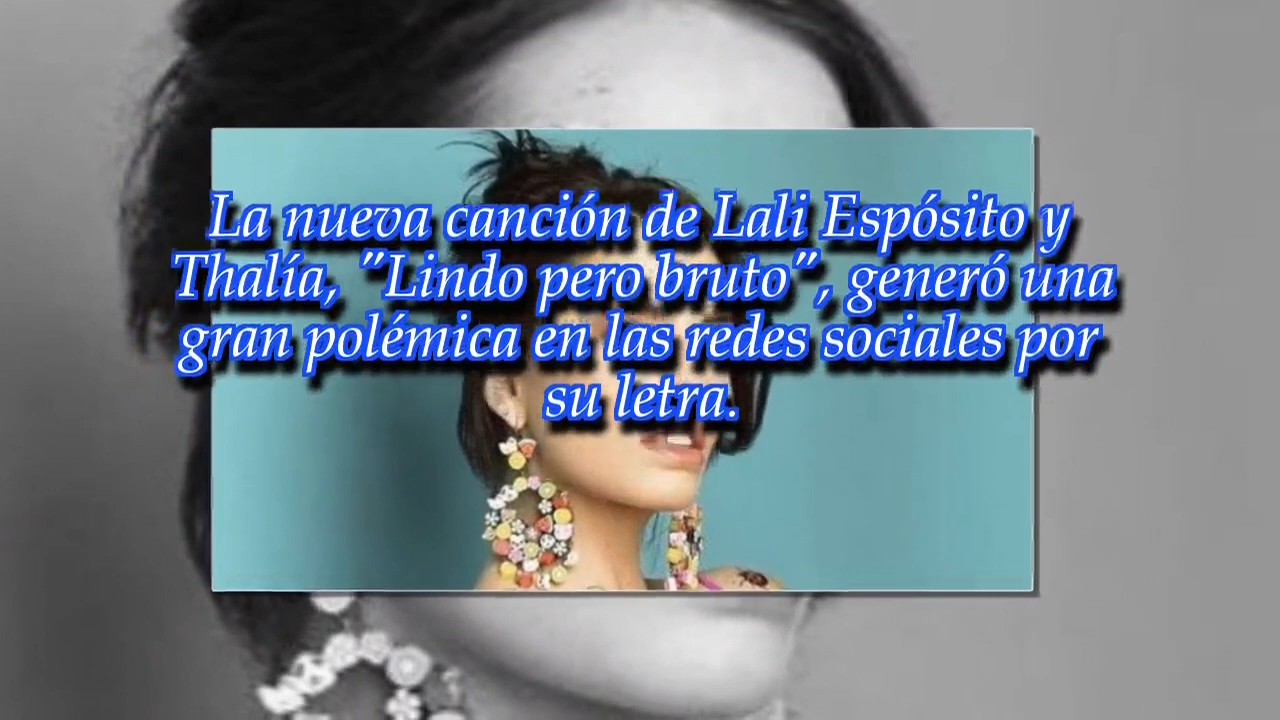 La nueva canción de Lali Espósito y
Thalía, "Lindo pero bruto", generó una
gran polémica en las redes sociales por
su letra.